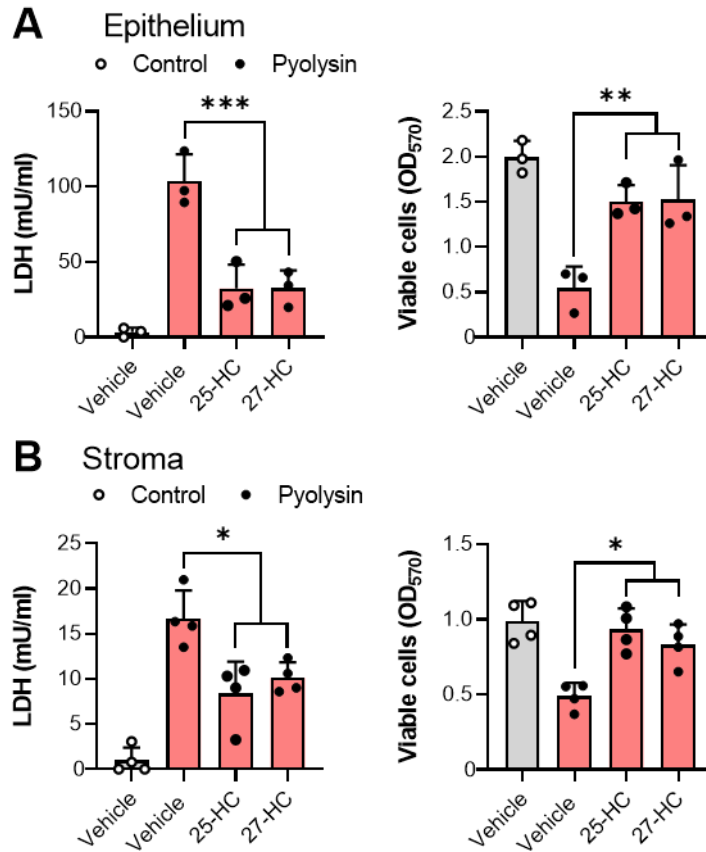 A Epithelium
Control Pyolysin
LDH (mU/ml)
150
100
50
0
***
Vehicle
Vehicle
25-HC
27-HC
Viable cells (OD570)
2.5
2.0
1.5
1.0
0.5
0
**
Vehicle
Vehicle
25-HC
27-HC
B Stroma
Control Pyolysin
LDH (mU/ml)
25
20
15
10
5
0
*
Vehicle
Vehicle
25-HC
27-HC
Viable cells (OD570)
1.5
1.0
0.5
0
*
Vehicle
Vehicle
25-HC
27-HC